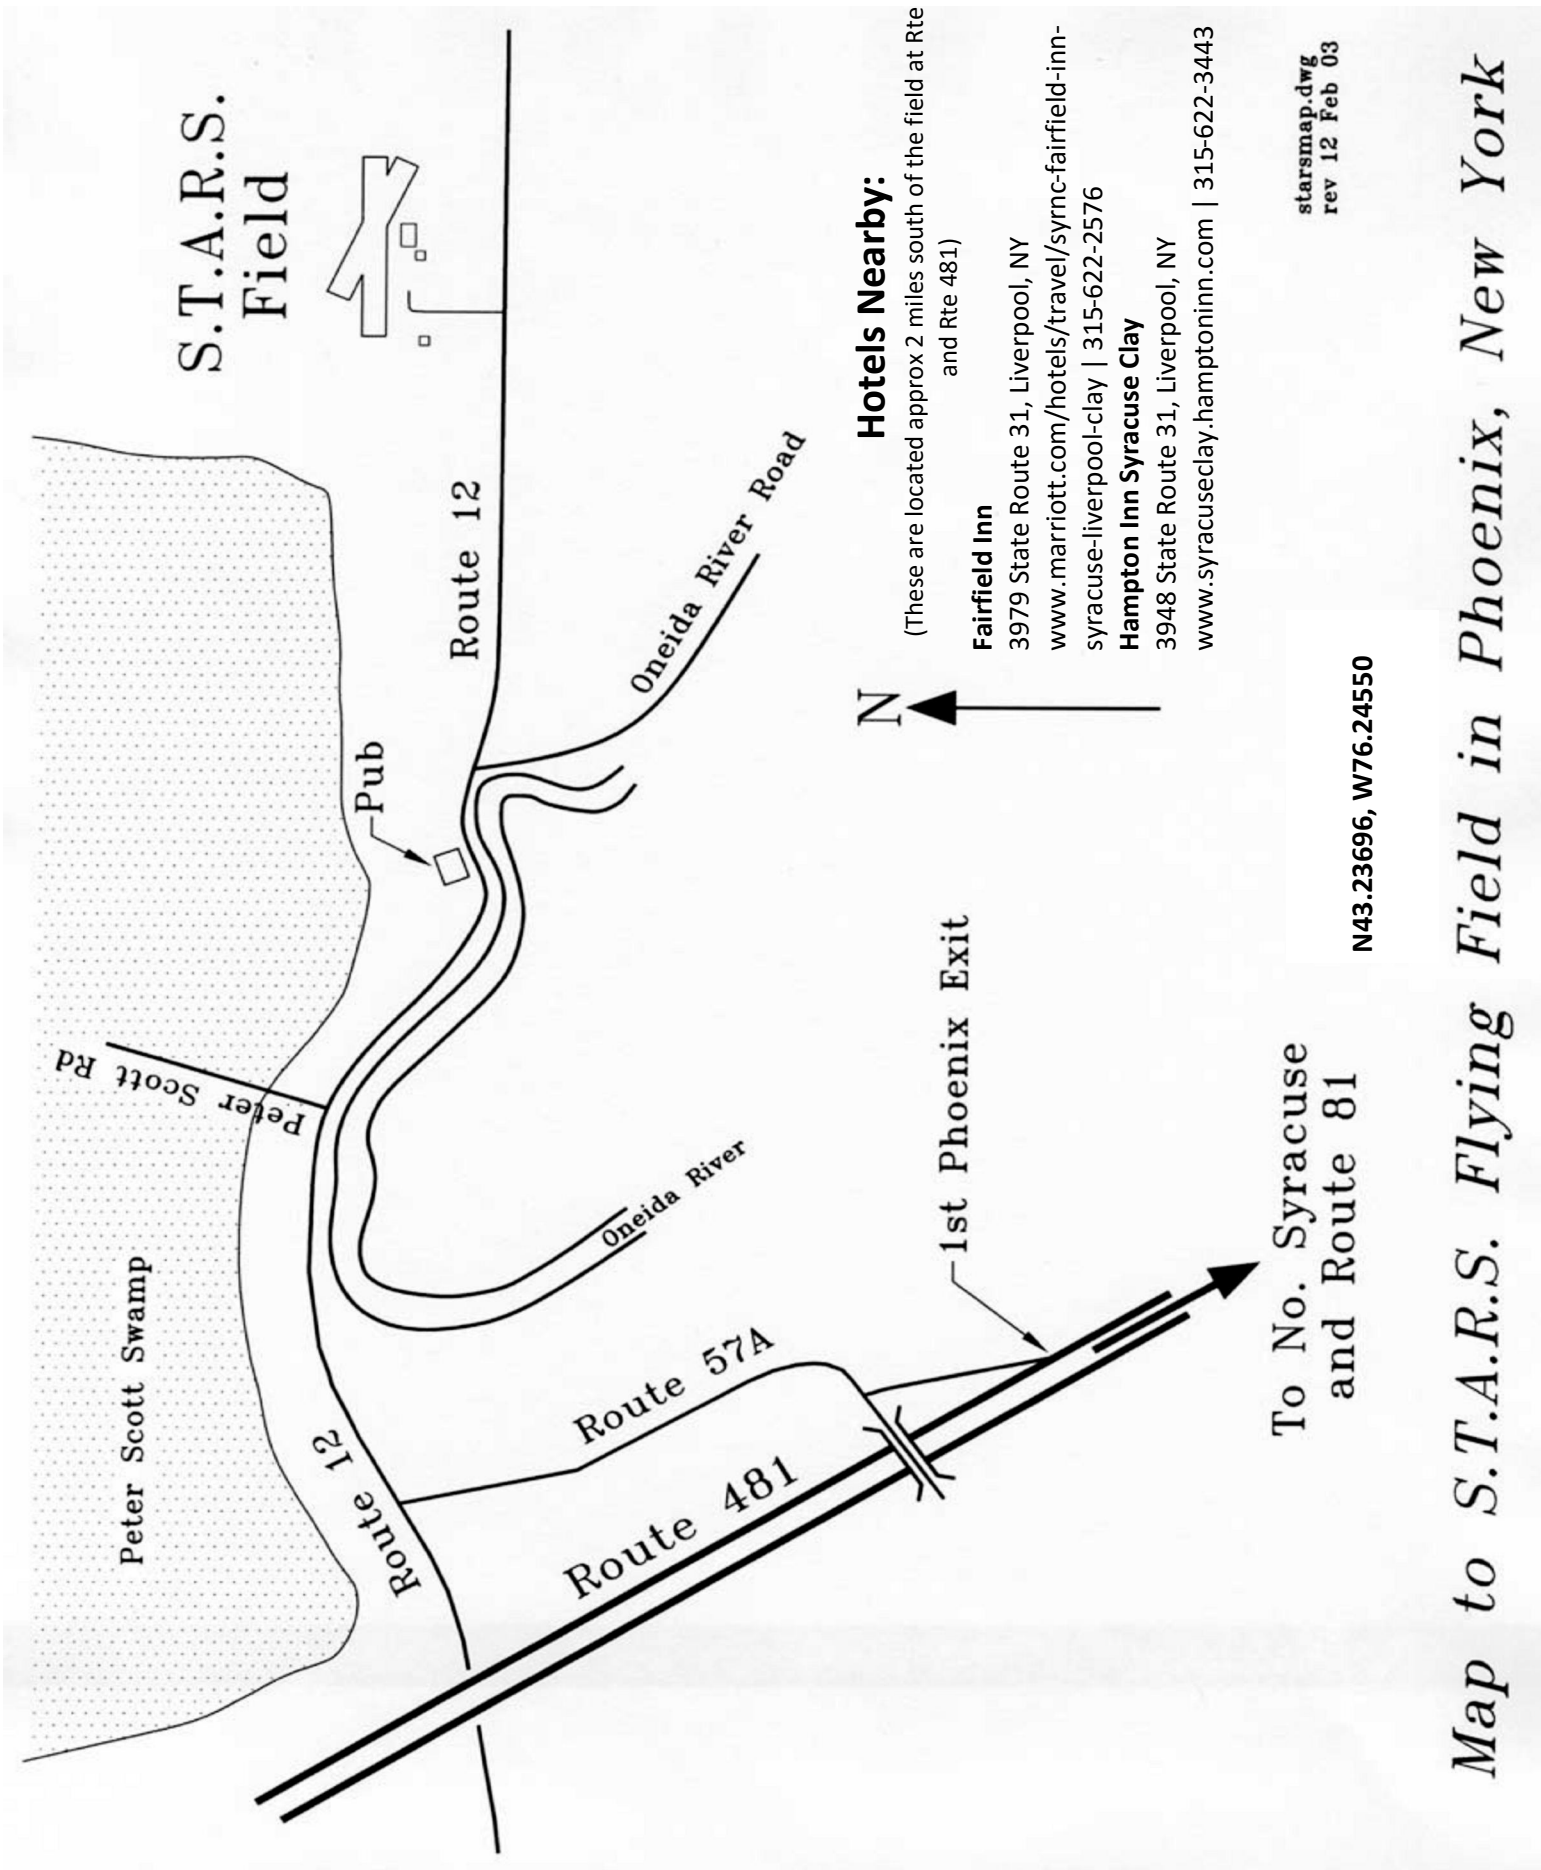 S.T.A.R.S.
Field
Peter Scott Swamp
Peter Scott Rd
Pub
Route 12
Route 12
Oneida River Road
Oneida River
Route 57A
Route 481
1st Phoenix Exit
N
Hotels Nearby:
(These are located approx 2 miles south of the field at Rte
and Rte 481)
Fairfield Inn
3979 State Route 31, Liverpool, NY
www.marriott.com/hotels/travel/syrnc-fairfield-inn-
syracuse-liverpool-clay | 315-622-2576
Hampton Inn Syracuse Clay
3948 State Route 31, Liverpool, NY
www.syracuseclay.hamptoninn.com | 315-622-3443
To No. Syracuse
and Route 81
N43.23696, W76.24550
starsmap.dwg
rev 12 Feb 03
Map to S.T.A.R.S. Flying Field in Phoenix, New York